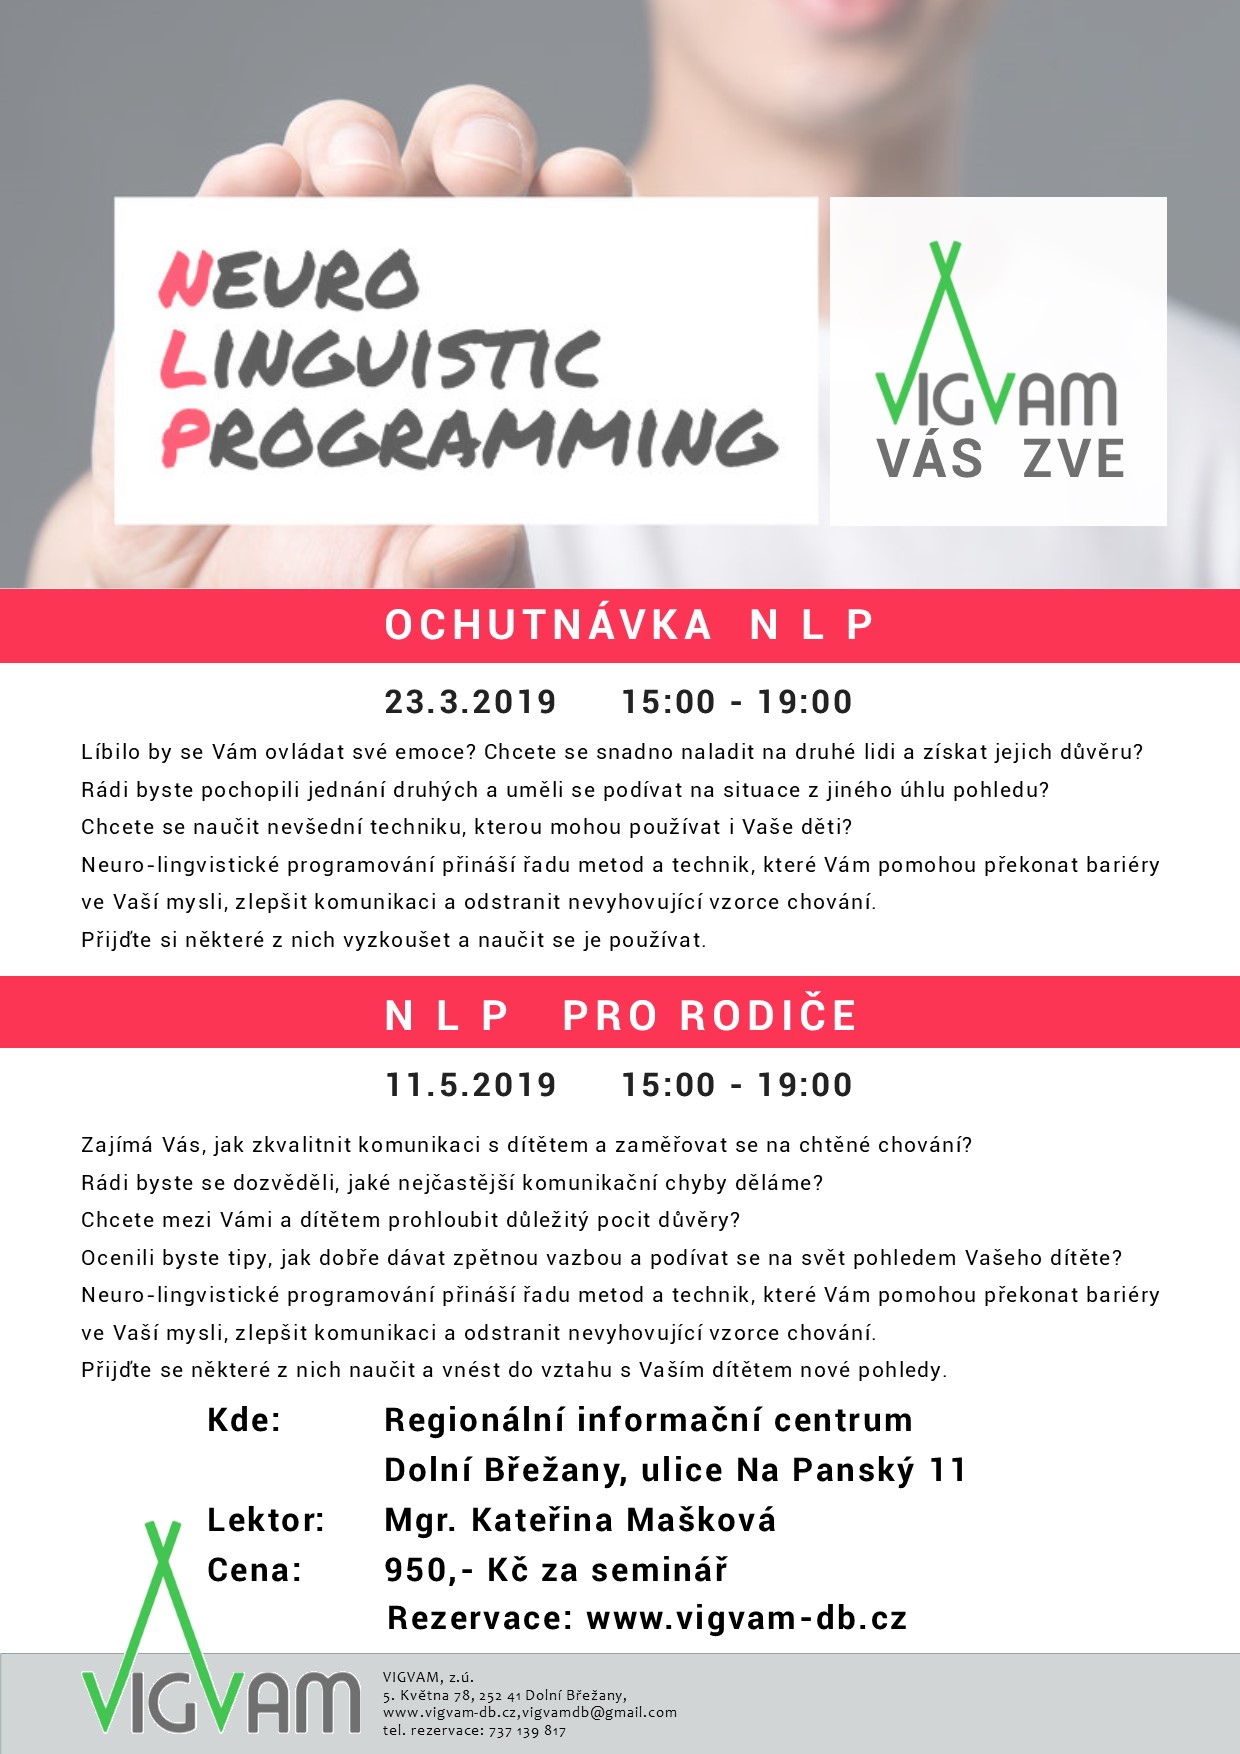 NEURO
LINGUISTIC
PROGRAMMING
VIGVAM
VÁS ZVE
OCHUTNÁVKA N L P
23.3.2019 15:00 - 19:00
Líbilo by se Vám ovládat své emoce? Chcete se snadno naladit na druhé lidi a získat jejich důvěru?
Rádi byste pochopili jednání druhých a uměli se podívat na situace z jiného úhlu pohledu?
Chcete se naučit nevšední techniku, kterou mohou používat i Vaše děti?
Neuro-lingvistické programování přináší řadu metod a technik, které Vám pomohou překonat bariéry
ve Vaší mysli, zlepšit komunikaci a odstranit nevyhovující vzorce chování.
Přijďte si některé z nich vyzkoušet a naučit se je používat.
N L P PRO RODIČE
11.5.2019 15:00 - 19:00
Zajímá Vás, jak zkvalitnit komunikaci s dítětem a zaměřovat se na chtěné chování?
Rádi byste se dozvěděli, jaké nejčastější komunikační chyby děláme?
Chcete mezi Vámi a dítětem prohloubit důležitý pocit důvěry?
Ocenili byste tipy, jak dobře dávat zpětnou vazbou a podívat se na svět pohledem Vašeho dítěte?
Neuro-lingvistické programování přináší řadu metod a technik, které Vám pomohou překonat bariéry
ve Vaší mysli, zlepšit komunikaci a odstranit nevyhovující vzorce chování.
Přijďte se některé z nich naučit a vnést do vztahu s Vaším dítětem nové pohledy.
Kde: Regionální informační centrum
Dolní Břežany, ulice Na Panský 11
Lektor: Mgr. Kateřina Mašková
Cena: 950,- Kč za seminář
Rezervace: www.vigvam-db.cz
VIGVAM
VIGVAM, z.ú.
5. Května 78, 252 41 Dolní Břežany,
www.vigvam-db.cz,vigvamdb@gmail.com
tel. rezervace: 737 139 817